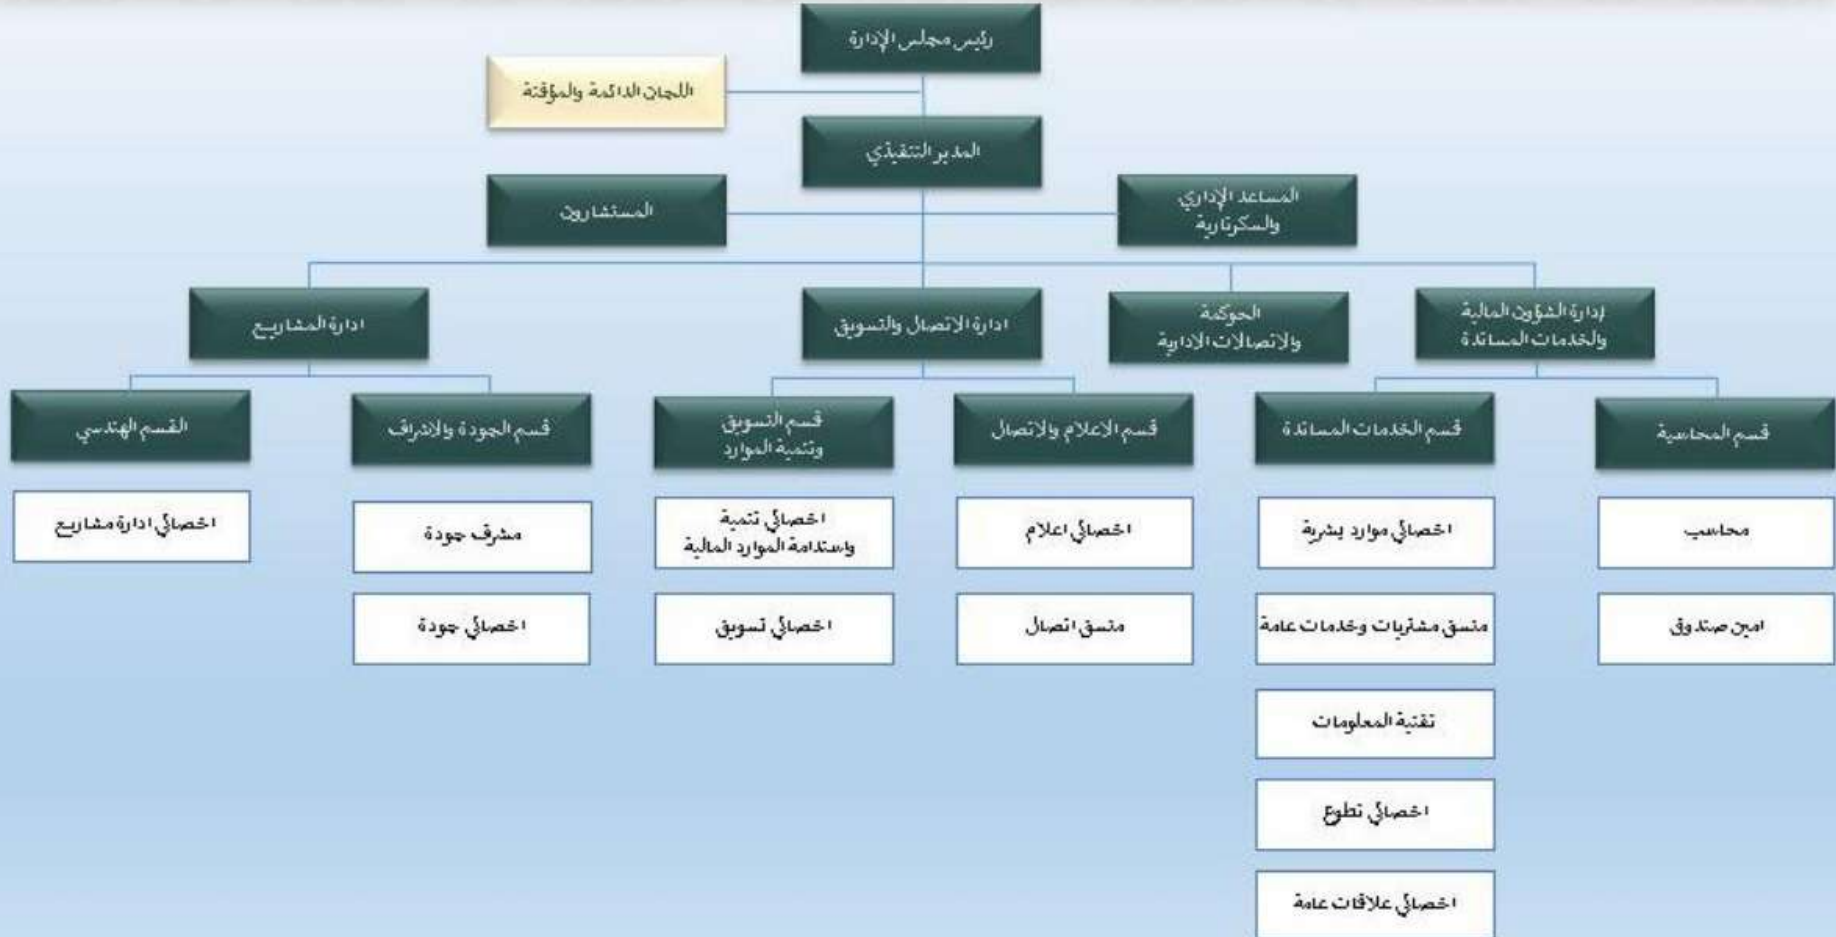 رئيس مجلس الإدارة
اللجان الدائمة والمؤقتة
المدير التنفيذي
المساعد الإداري
والسكرتارية
المستشارون
إدارة الشؤون المالية
والخدمات المساندة
الحوكمة
والاتصالات الادارية
ادارة الاتصال والتسويق
ادارة المشاريع
قسم المحاسبة
قسم الخدمات المساندة
قسم الاعلام والاتصال
قسم التسويق
وتنمية الموارد
قسم الجودة والاشراف
القسم الهندسي
محاسب
اخصائي موارد بشرية
اخصائي اعلام
اخصائي تنمية
واستدامة الموارد المالية
مشرف جودة
اخصائي ادارة مشاريع
امين صندوق
منسق مشتريات وخدمات عامة
منسق اتصال
اخصائي تسويق
اخصائي جودة
تقنية المعلومات
اخصائي تطوع
اخصائي علاقات عامة